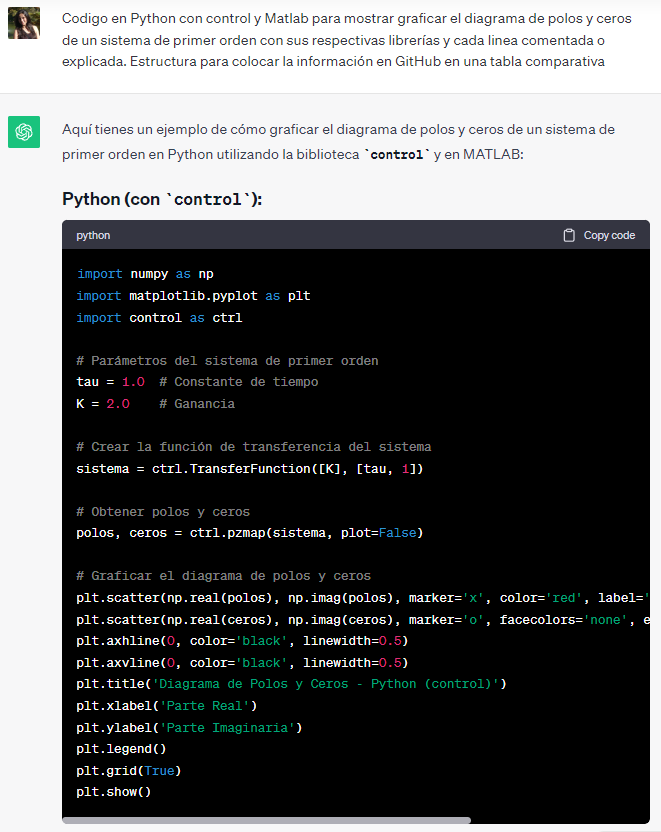 Codigo en Python con control y Matlab para mostrar graficar el diagrama de polos y ceros
de un sistema de primer orden con sus respectivas librerías y cada linea comentada o
explicada. Estructura para colocar la información en GitHub en una tabla comparativa
Aquí tienes un ejemplo de cómo graficar el diagrama de polos y ceros de un sistema de
primer orden en Python utilizando la biblioteca `control` y en MATLAB:
Python (con `control`):
python
Copy code
import numpy as np
import matplotlib.pyplot as plt
import control as ctrl
# Parámetros del sistema de primer orden
tau = 1.0  # Constante de tiempo
K = 2.0    # Ganancia
# Crear la función de transferencia del sistema
sistema = ctrl.TransferFunction([K], [tau, 1])
# Obtener polos y ceros
polos, ceros = ctrl.pzmap(sistema, plot=False)
# Graficar el diagrama de polos y ceros
plt.scatter(np.real(polos), np.imag(polos), marker='x', color='red', label='
plt.scatter(np.real(ceros), np.imag(ceros), marker='o', facecolors='none', e
plt.axhline(0, color='black', linewidth=0.5)
plt.axvline(0, color='black', linewidth=0.5)
plt.title('Diagrama de Polos y Ceros - Python (control)')
plt.xlabel('Parte Real')
plt.ylabel('Parte Imaginaria')
plt.legend()
plt.grid(True)
plt.show()